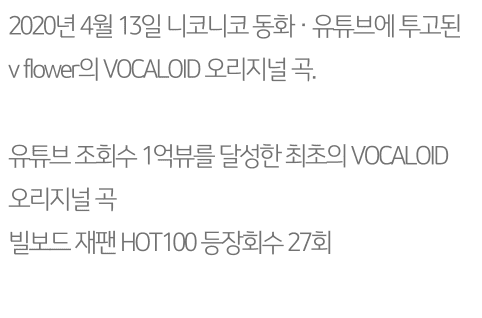 2020년 4월 13일 니코니코 동화 · 유튜브에 투고된
v flower의 VOCALOID 오리지널 곡.
유튜브 조회수 1억뷰를 달성한 최초의 VOCALOID
오리지널 곡
빌보드 재팬 HOT100 등장회수 27회